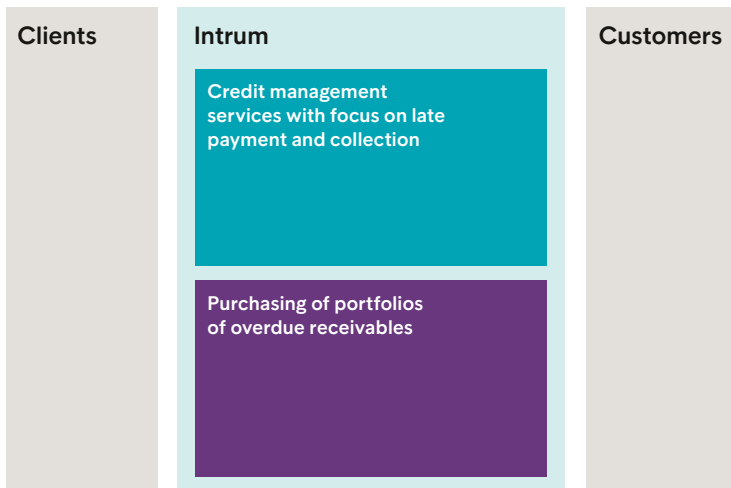 Clients
Intrum
Customers
Credit management
services with focus on late
payment and collection
Purchasing of portfolios
of overdue receivables